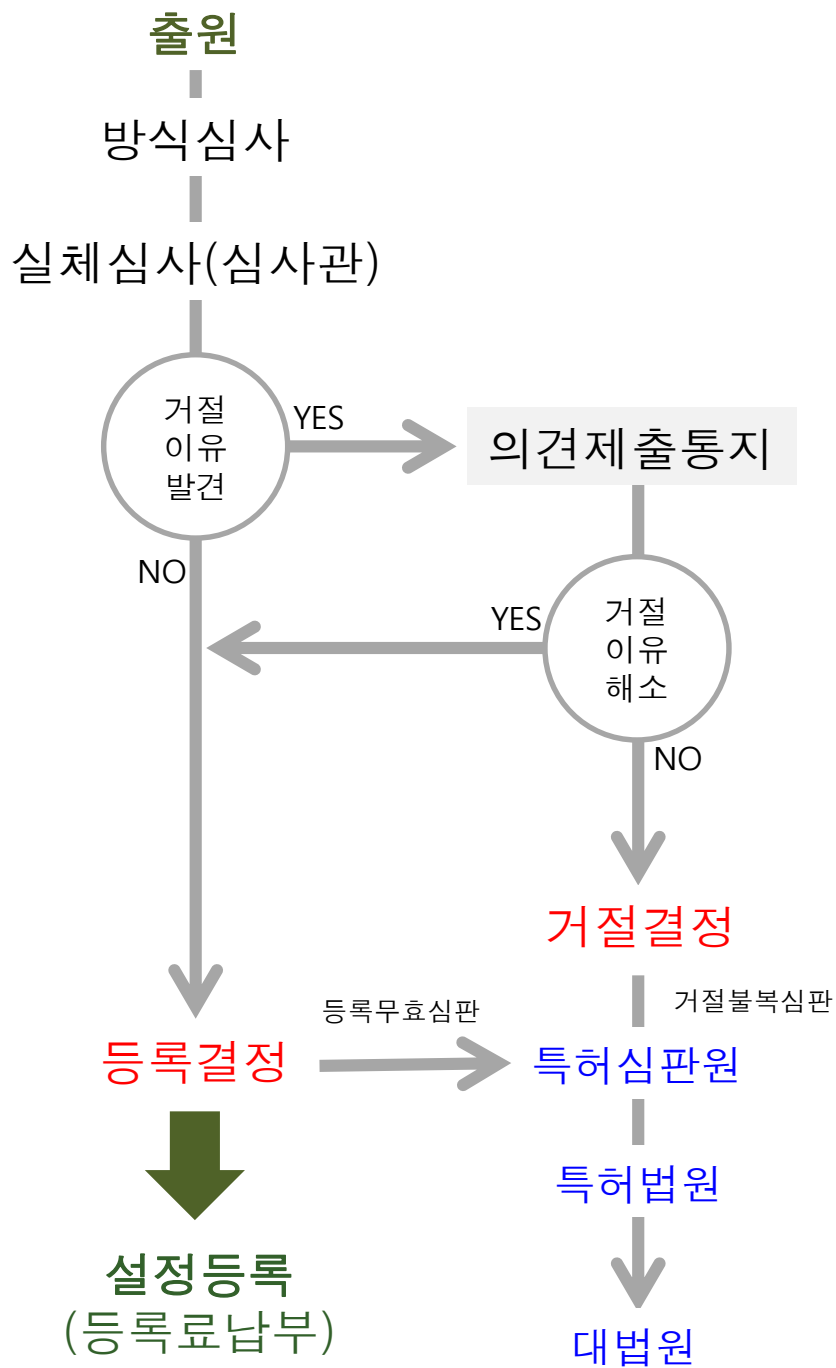 출원
방식심사
실체심사(심사관)
거절
이유
발견
YES
의견제출통지
NO
YES
거절
이유
해소
NO
거절결정
등록무효심판
거절불복심판
등록결정
특허심판원
특허법원
설정등록
(등록료납부)
대법원